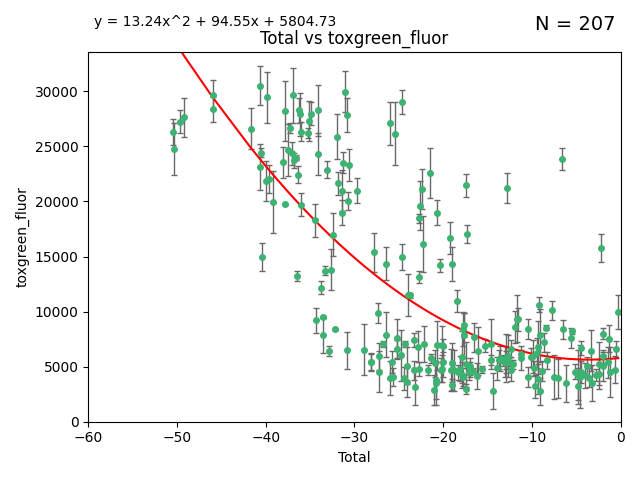 y = 13.24x^2 + 94.55x + 5804.73
N = 207
Total vs toxgreen_fluor
toxgreen_fluor
30000
25000
20000
15000
10000
5000
0
−60
−50
−40
−30
−20
−10
0
Total